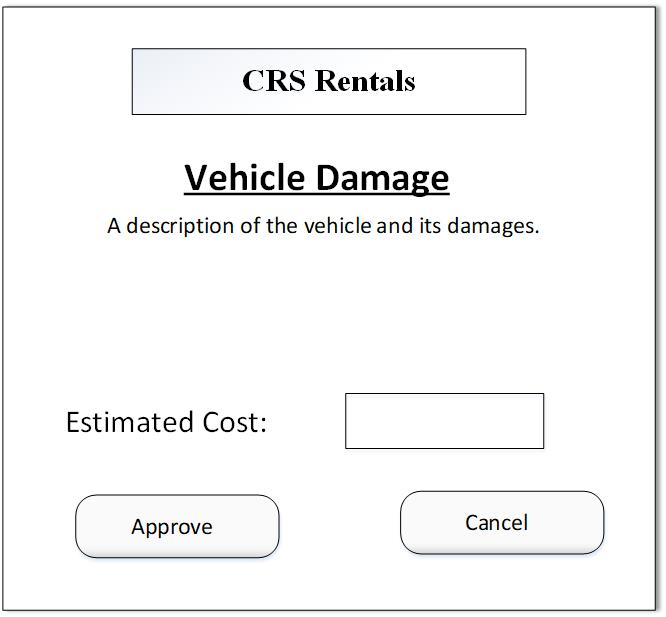 CRS Rentals
Vehicle Damage
A description of the vehicle and its damages.
Estimated Cost:
Approve
Cancel